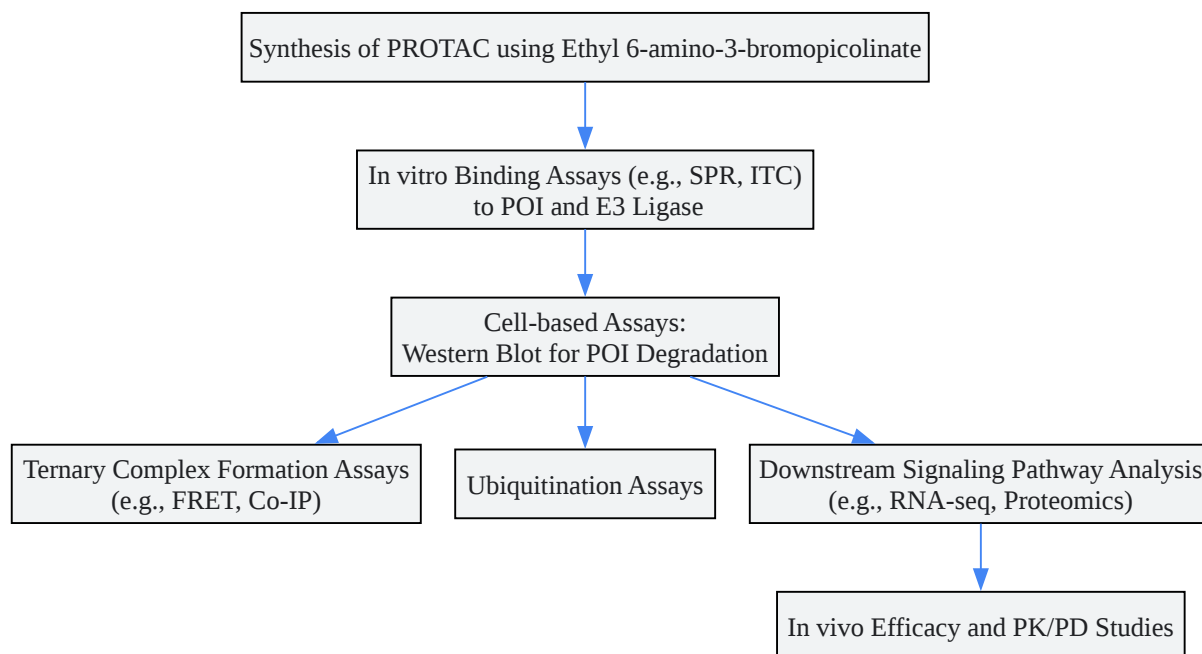 Synthesis of PROTAC using Ethyl 6-amino-3-bromopicolinate
In vitro Binding Assays (e.g., SPR, ITC)
to POI and E3 Ligase
Cell-based Assays:
Western Blot for POI Degradation
Ternary Complex Formation Assays
(e.g., FRET, Co-IP)
Ubiquitination Assays
Downstream Signaling Pathway Analysis
(e.g., RNA-seq, Proteomics)
In vivo Efficacy and PK/PD Studies